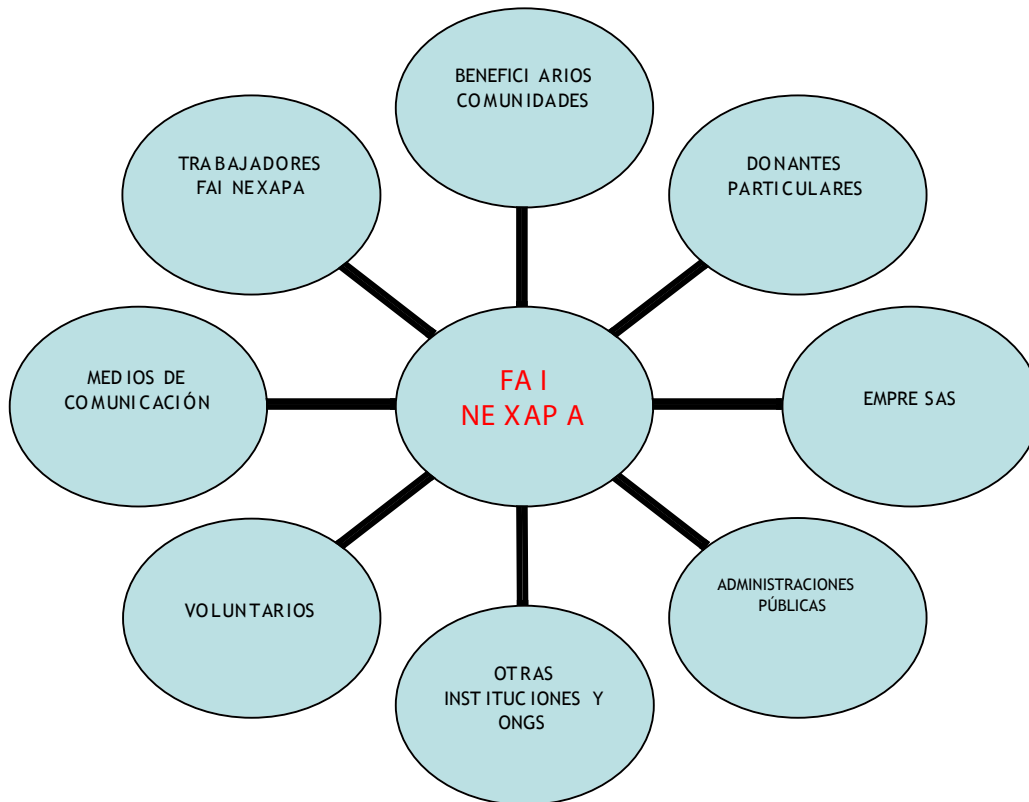 BENEFICIARIOS
COMUNIDADES
TRABAJADORES
FAI NEXAPA
DONANTES
PARTICULARES
MEDIOS DE
COMUNICACIÓN
FAI
NEXAPA
EMPRESAS
VOLUNTARIOS
ADMINISTRACIONES
PÚBLICAS
OTRAS
INSTITUCIONES Y
ONGS